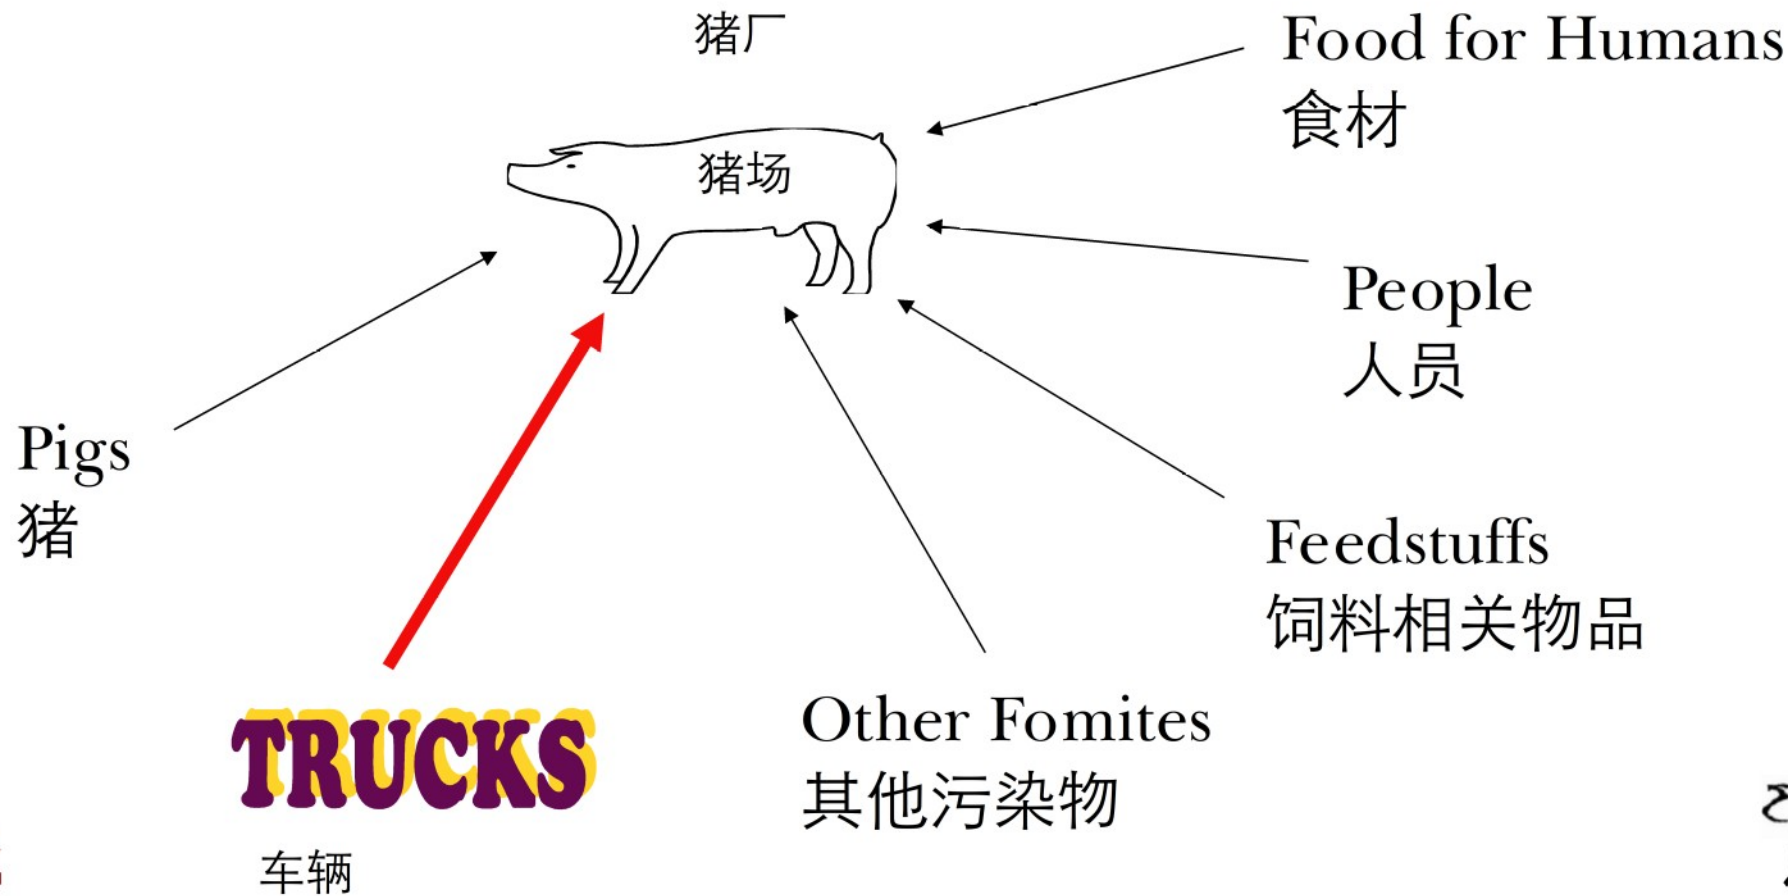 猪厂
Food for Humans
食材
猪场
People
人员
Pigs
猪
Feedstuffs
饲料相关物品
TRUCKS
车辆
Other Fomites
其他污染物